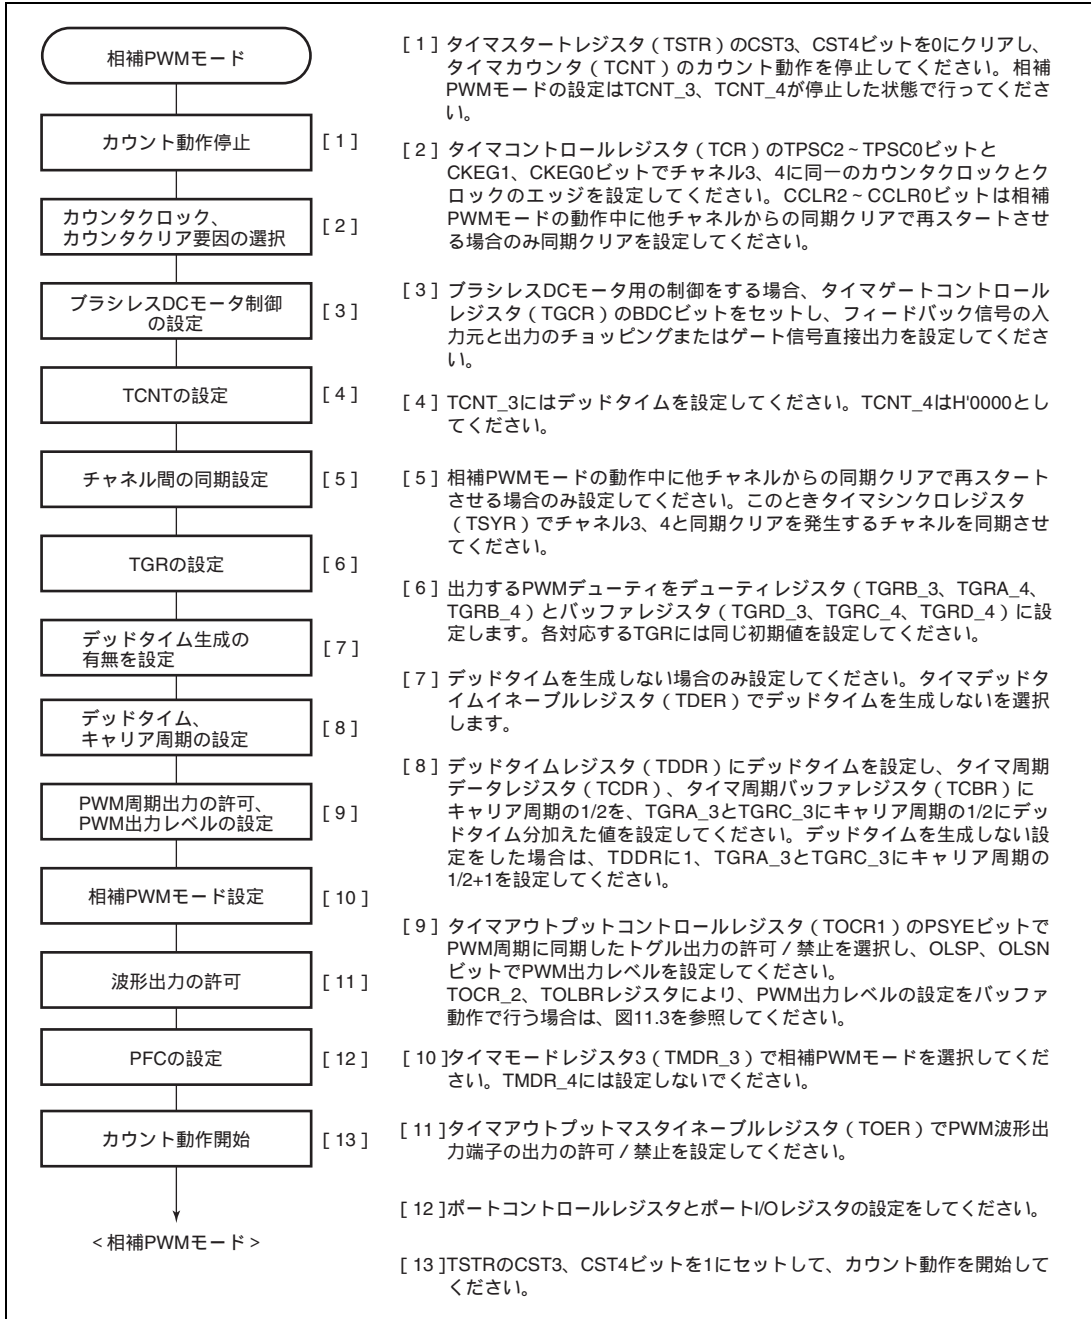 相補PWMモード
カウント動作停止
[ 1 ]
カウンタクロック、
カウンタクリア要因の選択
[ 2 ]
ブラシレスDCモータ制御
の設定
[ 3 ]
TCNTの設定
[ 4 ]
チャネル間の同期設定
[ 5 ]
TGRの設定
[ 6 ]
デッドタイム生成の
有無を設定
[ 7 ]
デッドタイム、
キャリア周期の設定
[ 8 ]
PWM周期出力の許可、
PWM出力レベルの設定
[ 9 ]
相補PWMモード設定
[ 10 ]
波形出力の許可
[ 11 ]
PFCの設定
[ 12 ]
カウント動作開始
[ 13 ]
<相補PWMモード>
[ 1 ] タイマスタートレジスタ(TSTR)のCST3、CST4ビットを0にクリアし、
タイマカウンタ(TCNT)のカウント動作を停止してください。相補
PWMモードの設定はTCNT_3、TCNT_4が停止した状態で行ってくださ
い。
[ 2 ] タイマコントロールレジスタ(TCR)のTPSC2~TPSC0ビットと
CKEG1、CKEG0ビットでチャネル3、4に同一のカウンタクロックとク
ロックのエッジを設定してください。CCLR2~CCLR0ビットは相補
PWMモードの動作中に他チャネルからの同期クリアで再スタートさせ
る場合のみ同期クリアを設定してください。
[ 3 ] ブラシレスDCモータ用の制御をする場合、タイマゲートコントロール
レジスタ(TGCR)のBDCビットをセットし、フィードバック信号の入
力元と出力のチョッピングまたはゲート信号直接出力を設定してくださ
い。
[ 4 ] TCNT_3にはデッドタイムを設定してください。TCNT_4はH'0000とし
てください。
[ 5 ] 相補PWMモードの動作中に他チャネルからの同期クリアで再スタート
させる場合のみ設定してください。このときタイマシンクロレジスタ
(TSYR)でチャネル3、4と同期クリアを発生するチャネルを同期させ
てください。
[ 6 ] 出力するPWMデューティをデューティレジスタ(TGRB_3、TGRA_4、
TGRB_4)とバッファレジスタ(TGRD_3、TGRC_4、TGRD_4)に設
定します。各対応するTGRには同じ初期値を設定してください。
[ 7 ] デッドタイムを生成しない場合のみ設定してください。タイマデッドタ
イムイネーブルレジスタ(TDER)でデッドタイムを生成しないを選択
します。
[ 8 ] デッドタイムレジスタ(TDDR)にデッドタイムを設定し、タイマ周期
データレジスタ(TCDR)、タイマ周期バッファレジスタ(TCBR)に
キャリア周期の1/2を、TGRA_3とTGRC_3にキャリア周期の1/2にデッ
ドタイム分加えた値を設定してください。デッドタイムを生成しない設
定をした場合は、TDDRに1、TGRA_3とTGRC_3にキャリア周期の
1/2+1を設定してください。
[ 9 ] タイマアウトプットコントロールレジスタ(TOCR1)のPSYEビットで
PWM周期に同期したトグル出力の許可/禁止を選択し、OLSP、OLSN
ビットでPWM出力レベルを設定してください。
TOCR_2、TOLBRレジスタにより、PWM出力レベルの設定をバッファ
動作で行う場合は、図11.3を参照してください。
[ 10 ]タイマモードレジスタ3(TMDR_3)で相補PWMモードを選択してくだ
さい。TMDR_4には設定しないでください。
[ 11 ]タイマアウトプットマスタイネーブルレジスタ(TOER)でPWM波形出
力端子の出力の許可/禁止を設定してください。
[ 12 ]ポートコントロールレジスタとポートI/Oレジスタの設定をしてください。
[ 13 ]TSTRのCST3、CST4ビットを1にセットして、カウント動作を開始して
ください。